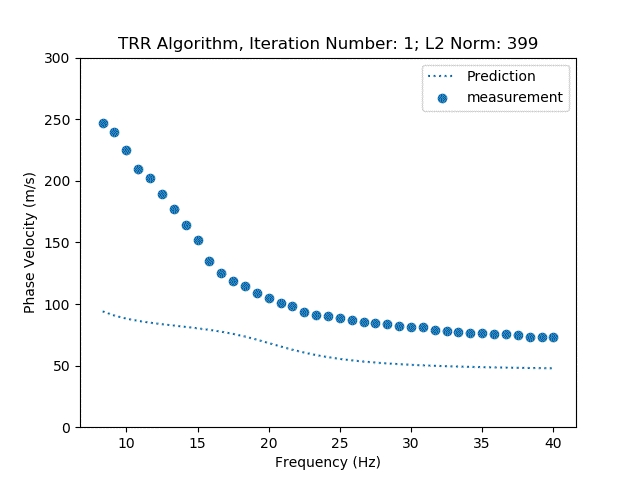 TRR Algorithm, Iteration Number: 1; L2 Norm: 399
Prediction
measurement
300
250
200
150
100
50
0
Phase Velocity (m/s)
10
15
20
25
30
35
40
Frequency (Hz)